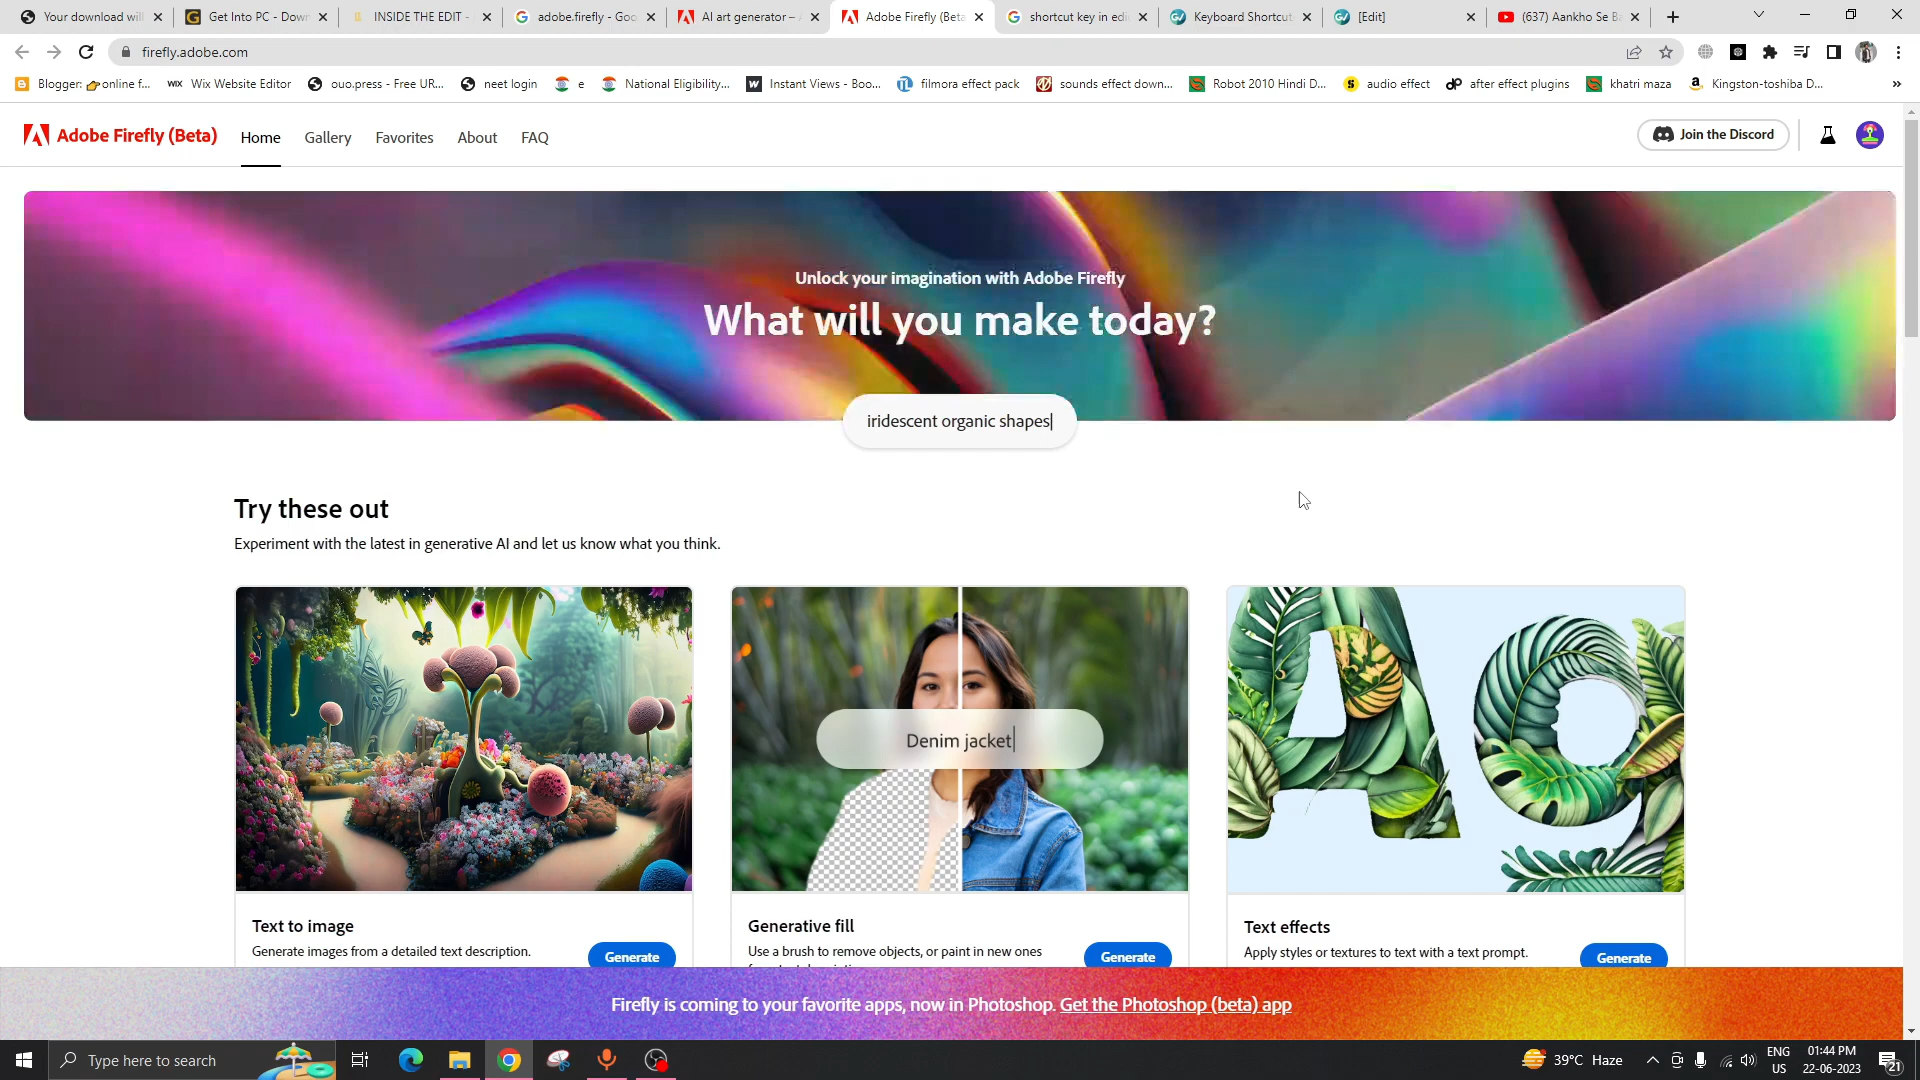 Your download will
Get Into PC - Down
INSIDE THE EDIT -
adobe.firefly - Goo
AI art generator –
Adobe Firefly (Beta
shortcut key in edi
Keyboard Shortcut
[Edit]
(637) Aankho Se Ba
firefly.adobe.com
Blogger: 👉online f...
WIX Wix Website Editor
ouo.press - Free UR...
neet login
e
National Eligibility...
W Instant Views - Boo...
filmora effect pack
sounds effect down...
Robot 2010 Hindi D...
audio effect
after effect plugins
khatri maza
Kingston-toshiba D...
»
Adobe Firefly (Beta)
Home
Gallery
Favorites
About
FAQ
Join the Discord
Unlock your imagination with Adobe Firefly
What will you make today?
iridescent organic shapes
Try these out
Experiment with the latest in generative AI and let us know what you think.
Denim jacket
Text to image
Generate images from a detailed text description.
Generate
Generative fill
Use a brush to remove objects, or paint in new ones
Generate
Text effects
Apply styles or textures to text with a text prompt.
Generate
Firefly is coming to your favorite apps, now in Photoshop. Get the Photoshop (beta) app
Type here to search
39°C Haze
ENG
US
01:44 PM
22-06-2023
21